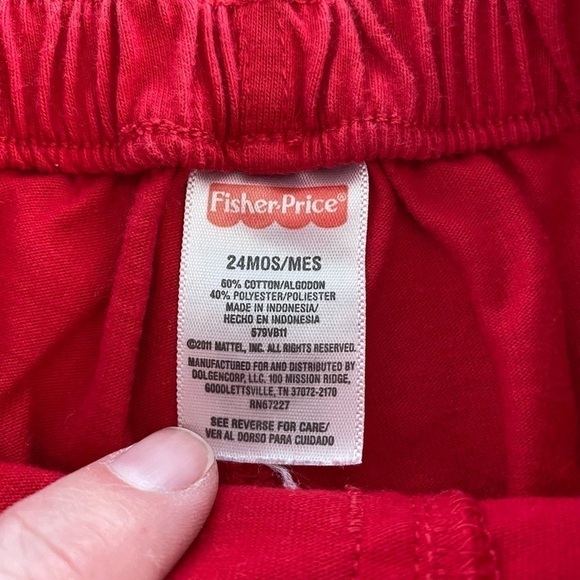 Fisher-Price®
24MOS/MES
60% COTTON/ALGODON
40% POLYESTER/POLIESTER
MADE IN INDONESIA/
HECHO EN INDONESIA
579VB11
©2011 MATTEL, INC. ALL RIGHTS RESERVED.
MANUFACTURED FOR AND DISTRIBUTED BY
DOLGENCORP, LLC. 100 MISSION RIDGE,
GOODLETTSVILLE, TN 37072-2170
RN67227
SEE REVERSE FOR CARE/
VER AL DORSO PARA CUIDADO